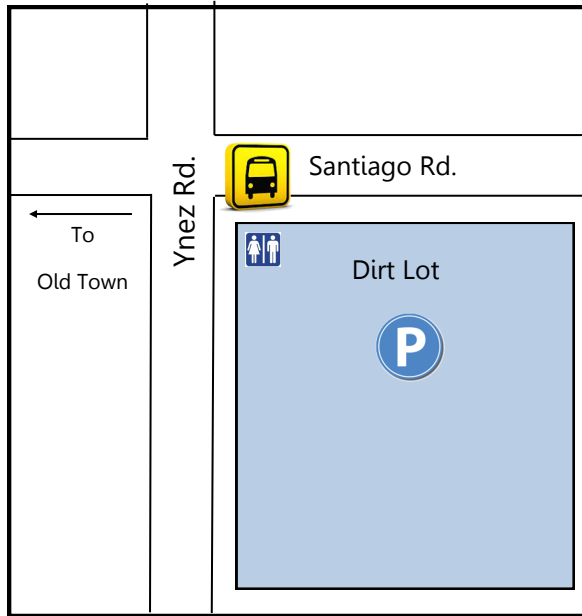 Santiago Rd.
Ynez Rd.
To
Old Town
Dirt Lot
P